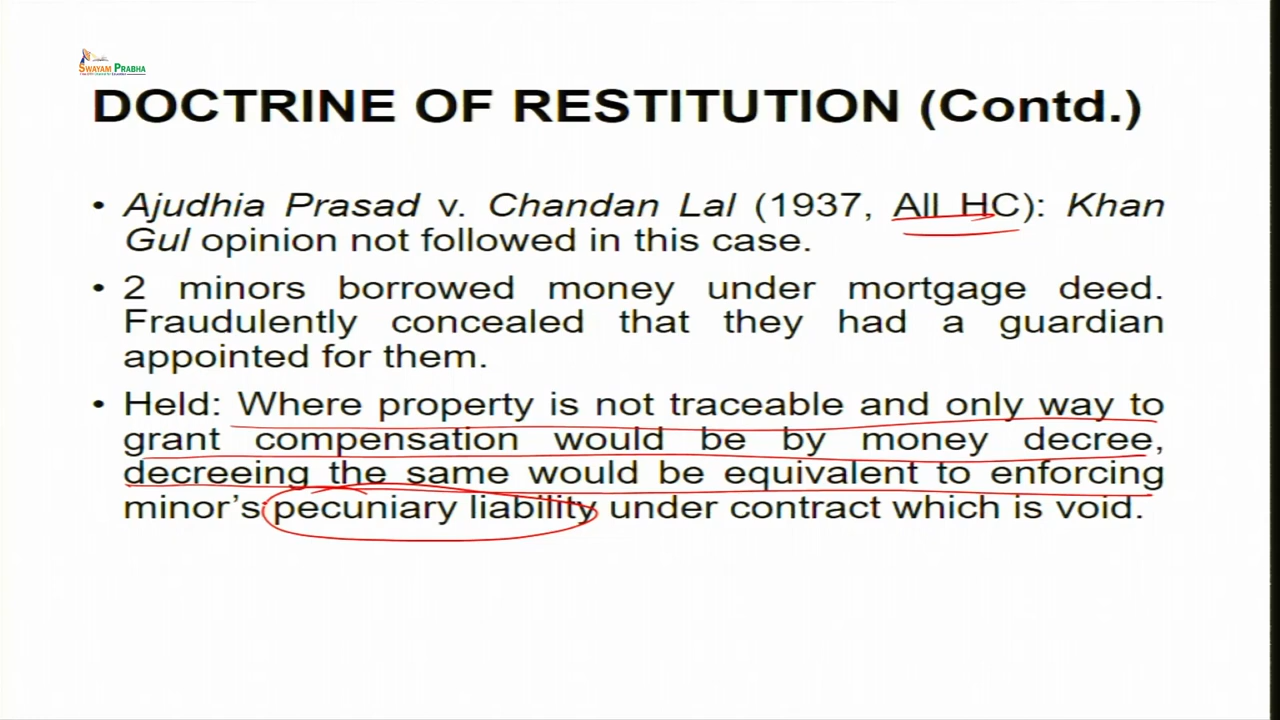 SWAYAM PRABHA
DOCTRINE OF RESTITUTION (Contd.)
• Ajudhia Prasad v. Chandan Lal (1937, All HC): Khan
Gul opinion not followed in this case.
• 2 minors borrowed money under mortgage deed.
Fraudulently concealed that they had a guardian
appointed for them.
• Held: Where property is not traceable and only way to
grant compensation would be by money decree,
decreeing the same would be equivalent to enforcing
minor's pecuniary liability under contract which is void.